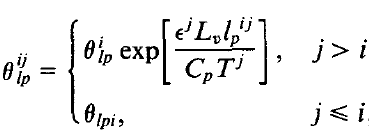 θ_{lp}^{ij} = { θ_{lp}^{i} exp[ ϵ^{j} L_{v} l_{p}^{ij} / C_{p} T^{j} ], j > i
θ_{lpi}, j ⩽ i,